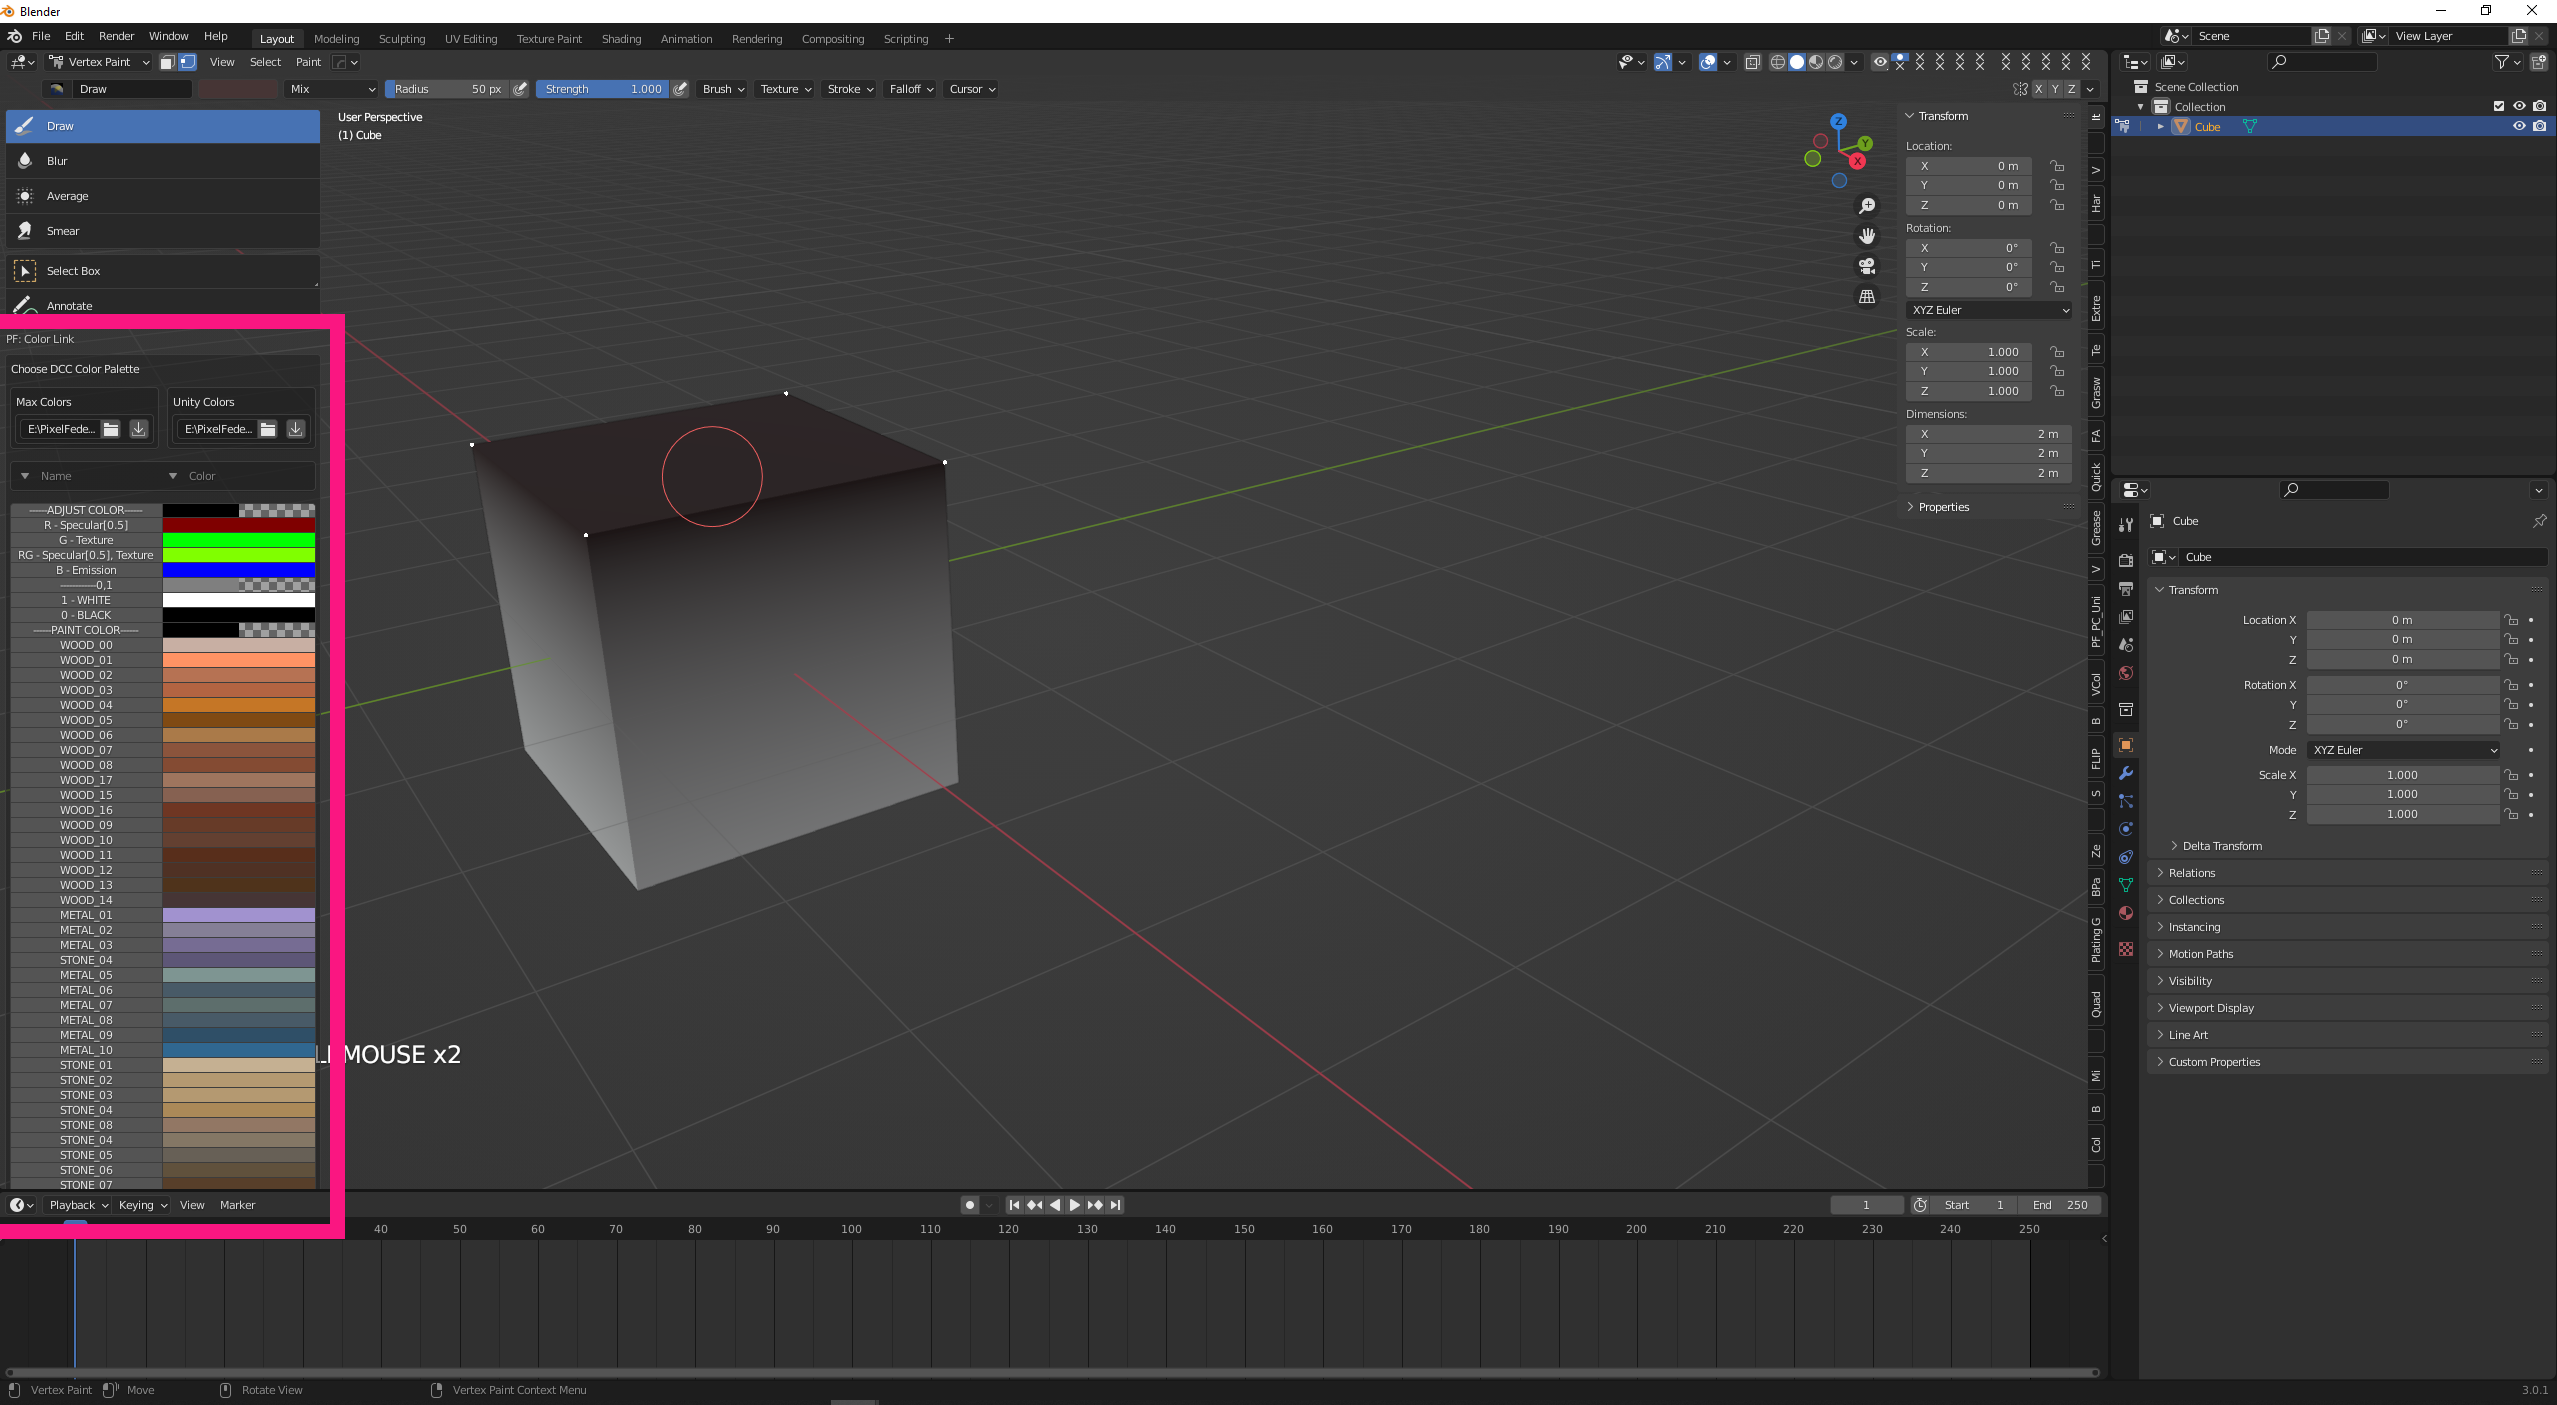 Blender
File Edit Render Window Help Layout Modeling Sculpting UV Editing Texture Paint Shading Animation Rendering Compositing Scripting + Scene View Layer
Vertex Paint View Select Paint
Draw Mix Radius 50 px Strength 1.000 Brush Texture Stroke Falloff Cursor X Y Z
Draw
Blur
Average
Smear
Select Box
Annotate
PF: Color Link
Choose DCC Color Palette
Max Colors Unity Colors
E:\PixelFede... E:\PixelFede...
Name Color
-----ADJUST COLOR-----
R - Specular[0.5]
G - Texture
RG - Specular[0.5], Texture
B - Emission
----------0,1
1 - WHITE
0 - BLACK
-----PAINT COLOR-----
WOOD_00
WOOD_01
WOOD_02
WOOD_03
WOOD_04
WOOD_05
WOOD_06
WOOD_07
WOOD_08
WOOD_17
WOOD_15
WOOD_16
WOOD_09
WOOD_10
WOOD_11
WOOD_12
WOOD_13
WOOD_14
METAL_01
METAL_02
METAL_03
STONE_04
METAL_05
METAL_06
METAL_07
METAL_08
METAL_09
METAL_10
STONE_01
STONE_02
STONE_03
STONE_04
STONE_08
STONE_04
STONE_05
STONE_06
STONE_07
User Perspective
(1) Cube
MOUSE x2
Z
Y
X
Transform
Location:
X 0 m
Y 0 m
Z 0 m
Rotation:
X 0°
Y 0°
Z 0°
XYZ Euler
Scale:
X 1.000
Y 1.000
Z 1.000
Dimensions:
X 2 m
Y 2 m
Z 2 m
Properties
It
V
Har
Ti
Extre
Te
Grasw
FA
Quick
Grease
V
PF_PC_Uni
VCol
B
FLIP
S
Ze
BPa
Plating G
Quad
Mi
B
Col
Scene Collection
Collection
Cube
Cube
Cube
Transform
Location X 0 m
Y 0 m
Z 0 m
Rotation X 0°
Y 0°
Z 0°
Mode XYZ Euler
Scale X 1.000
Y 1.000
Z 1.000
Delta Transform
Relations
Collections
Instancing
Motion Paths
Visibility
Viewport Display
Line Art
Custom Properties
Playback Keying View Marker 1 Start 1 End 250
40 50 60 70 80 90 100 110 120 130 140 150 160 170 180 190 200 210 220 230 240 250
Vertex Paint Move Rotate View Vertex Paint Context Menu 3.0.1